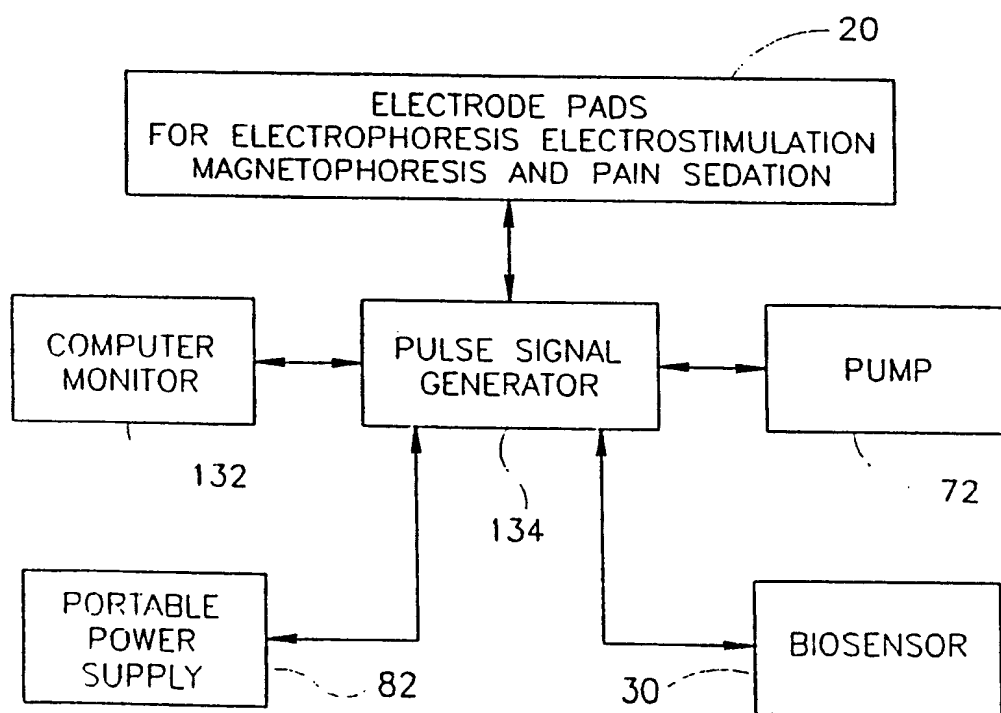 20
ELECTRODE PADS
FOR ELECTROPHORESIS ELECTROSTIMULATION
MAGNETOPHORESIS AND PAIN SEDATION
COMPUTER
MONITOR
132
PULSE SIGNAL
GENERATOR
134
PUMP
72
PORTABLE
POWER
SUPPLY
82
BIOSENSOR
30